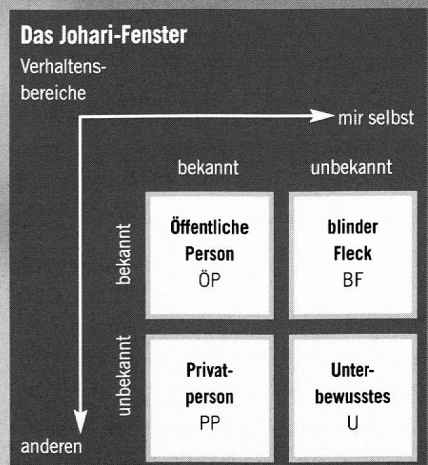 Das Johari-Fenster
Verhaltens-
bereiche
mir selbst
bekannt
unbekannt
bekannt
Öffentliche
Person
ÖP
blinder
Fleck
BF
unbekannt
Privat-
person
PP
Unter-
bewusstes
U
anderen